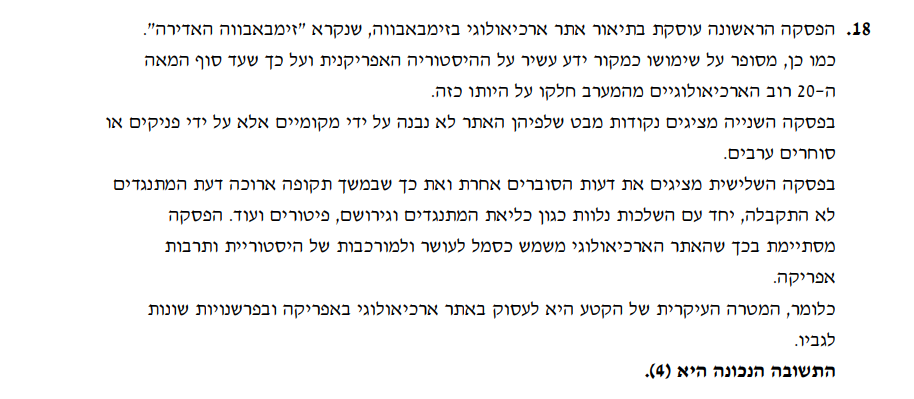 18. הפסקה הראשונה עוסקת בתיאור אתר ארכיאולוגי בזימבאבווה, שנקרא "זימבאבווה האדירה".
כמו כן, מסופר על שימושו כמקור ידע עשיר על ההיסטוריה האפריקנית ועל כך שעד סוף המאה
ה-20 רוב הארכיאולוגיים מהמערב חלקו על היותו כזה.
בפסקה השנייה מציגים נקודות מבט שלפיהן האתר לא נבנה על ידי מקומיים אלא על ידי פניקים או
סוחרים ערבים.
בפסקה השלישית מציגים את דעות הסוברים אחרת ואת כך שבמשך תקופה ארוכה דעת המתנגדים
לא התקבלה, יחד עם השלכות נלוות כגון כליאת המתנגדים וגירושם, פיטורים ועוד. הפסקה
מסתיימת בכך שהאתר הארכיאולוגי משמש כסמל לעושר ולמורכבות של היסטוריית ותרבות
אפריקה.
כלומר, המטרה העיקרית של הקטע היא לעסוק באתר ארכיאולוגי באפריקה ובפרשנויות שונות
לגביו.
התשובה הנכונה היא (4).